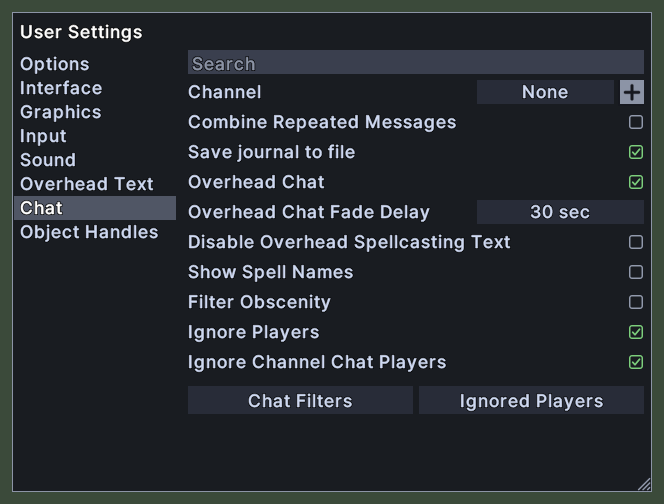 User Settings
Options
Interface
Graphics
Input
Sound
Overhead Text
Chat
Object Handles
Search
Channel None +
Combine Repeated Messages
Save journal to file
Overhead Chat
Overhead Chat Fade Delay 30 sec
Disable Overhead Spellcasting Text
Show Spell Names
Filter Obscenity
Ignore Players
Ignore Channel Chat Players
Chat Filters Ignored Players